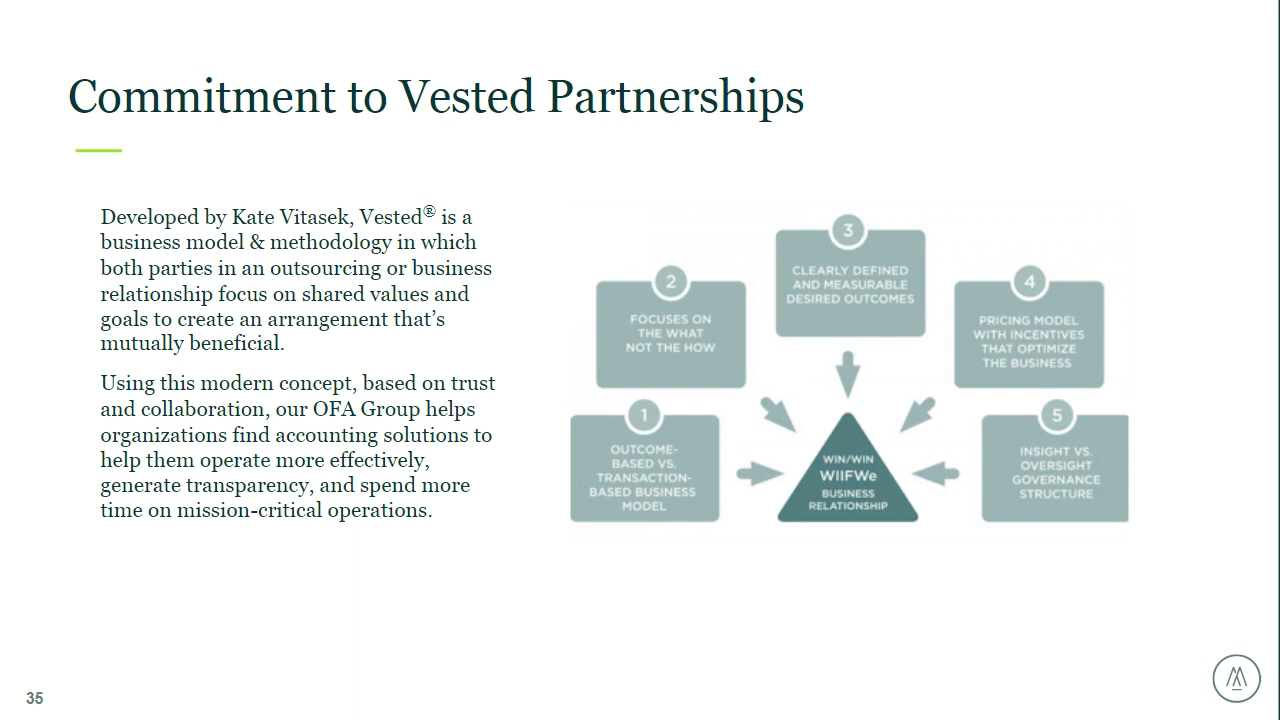 Commitment to Vested Partnerships
Developed by Kate Vitasek, Vested® is a
business model & methodology in which
both parties in an outsourcing or business
relationship focus on shared values and
goals to create an arrangement that’s
mutually beneficial.
Using this modern concept, based on trust
and collaboration, our OFA Group helps
organizations find accounting solutions to
help them operate more effectively,
generate transparency, and spend more
time on mission-critical operations.
1
OUTCOME-
BASED VS.
TRANSACTION-
BASED BUSINESS
MODEL
2
FOCUSES ON
THE WHAT
NOT THE HOW
3
CLEARLY DEFINED
AND MEASURABLE
DESIRED OUTCOMES
4
PRICING MODEL
WITH INCENTIVES
THAT OPTIMIZE
THE BUSINESS
5
INSIGHT VS.
OVERSIGHT
GOVERNANCE
STRUCTURE
WIN/WIN
WIIFWe
BUSINESS
RELATIONSHIP
35